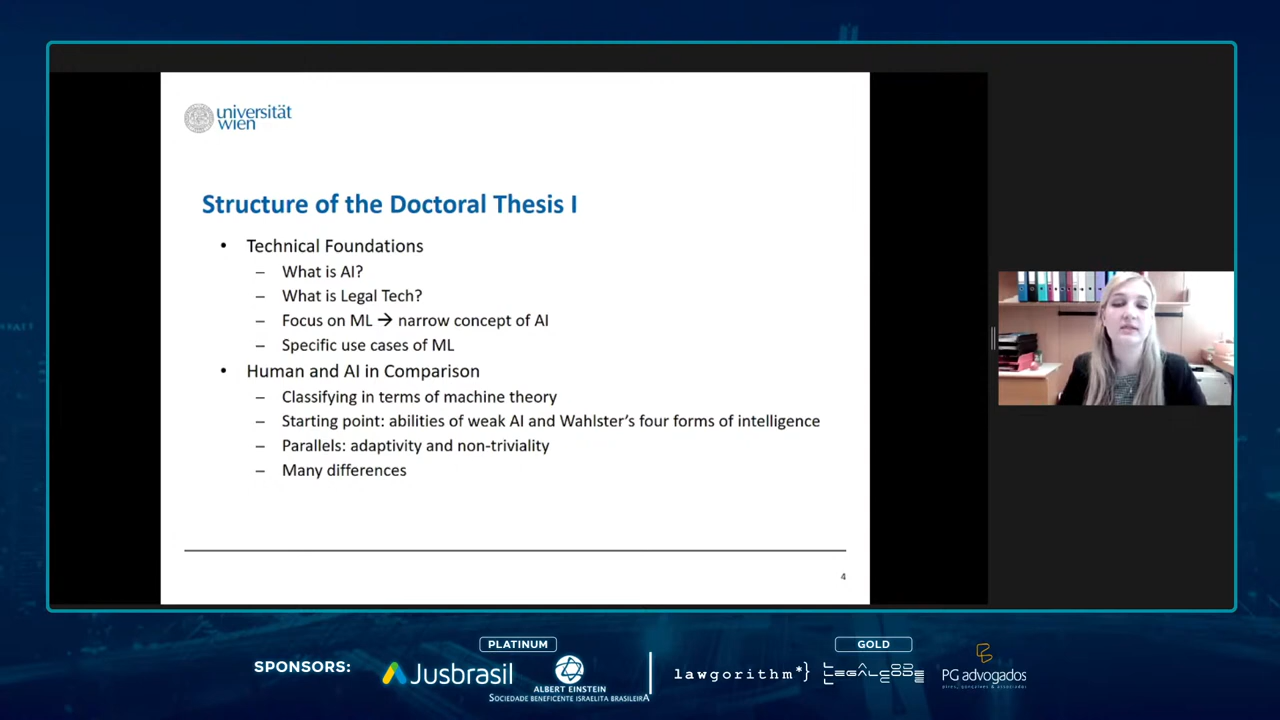 universität
wien
Structure of the Doctoral Thesis I
• Technical Foundations
– What is AI?
– What is Legal Tech?
– Focus on ML → narrow concept of AI
– Specific use cases of ML
• Human and AI in Comparison
– Classifying in terms of machine theory
– Starting point: abilities of weak AI and Wahlster's four forms of intelligence
– Parallels: adaptivity and non-triviality
– Many differences
4
SPONSORS:
PLATINUM
Jusbrasil
ALBERT EINSTEIN
SOCIEDADE BENEFICENTE ISRAELITA BRASILEIRA
GOLD
lawgorithm*}
LEGALCODE
PG advogados